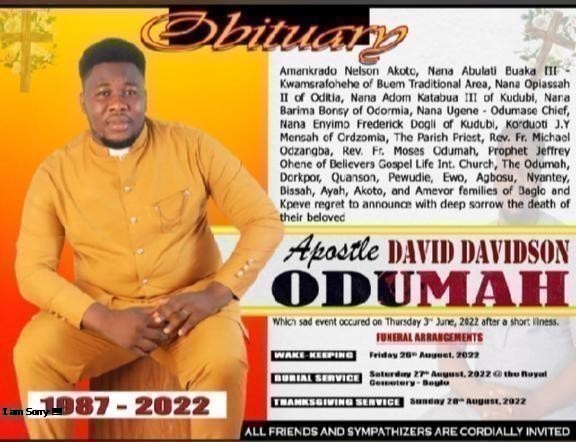 Obituary
Amankrado Nelson Akoto, Nana Abulati Buaka III -
Kwamsrafohehe of Buem Traditional Area, Nana Opiassah
II of Oditia, Nana Adom Katabua III of Kudubi, Nana
Barima Bonsy of Odormia, Nana Ugene - Odumase Chief,
Nana Enyimo Frederick Dogli of Kudubi, Korduoti J.Y
Mensah of Ordzomia, The Parish Priest, Rev. Fr. Michael
Odzangba, Rev. Fr. Moses Odumah, Prophet Jeffrey
Ohene of Believers Gospel Life Int. Church, The Odumah,
Dorkpor, Quanson, Pewudie, Ewo, Agbosu, Nyantey,
Bissah, Ayah, Akoto, and Amevor families of Baglo and
Kpeve regret to announce with deep sorrow the death of
their beloved
Apostle DAVID DAVIDSON
ODUMAH
Which sad event occured on Thursday 3rd June, 2022 after a short illness.
FUNERAL ARRANGEMENTS
WAKE-KEEPING Friday 26th August, 2022
BURIAL SERVICE Saturday 27th August, 2022 @ the Royal
Cemetery - Baglo
THANKSGIVING SERVICE Sunday 28th August, 2022
I am Sorry
1987 - 2022
ALL FRIENDS AND SYMPATHIZERS ARE CORDIALLY INVITED